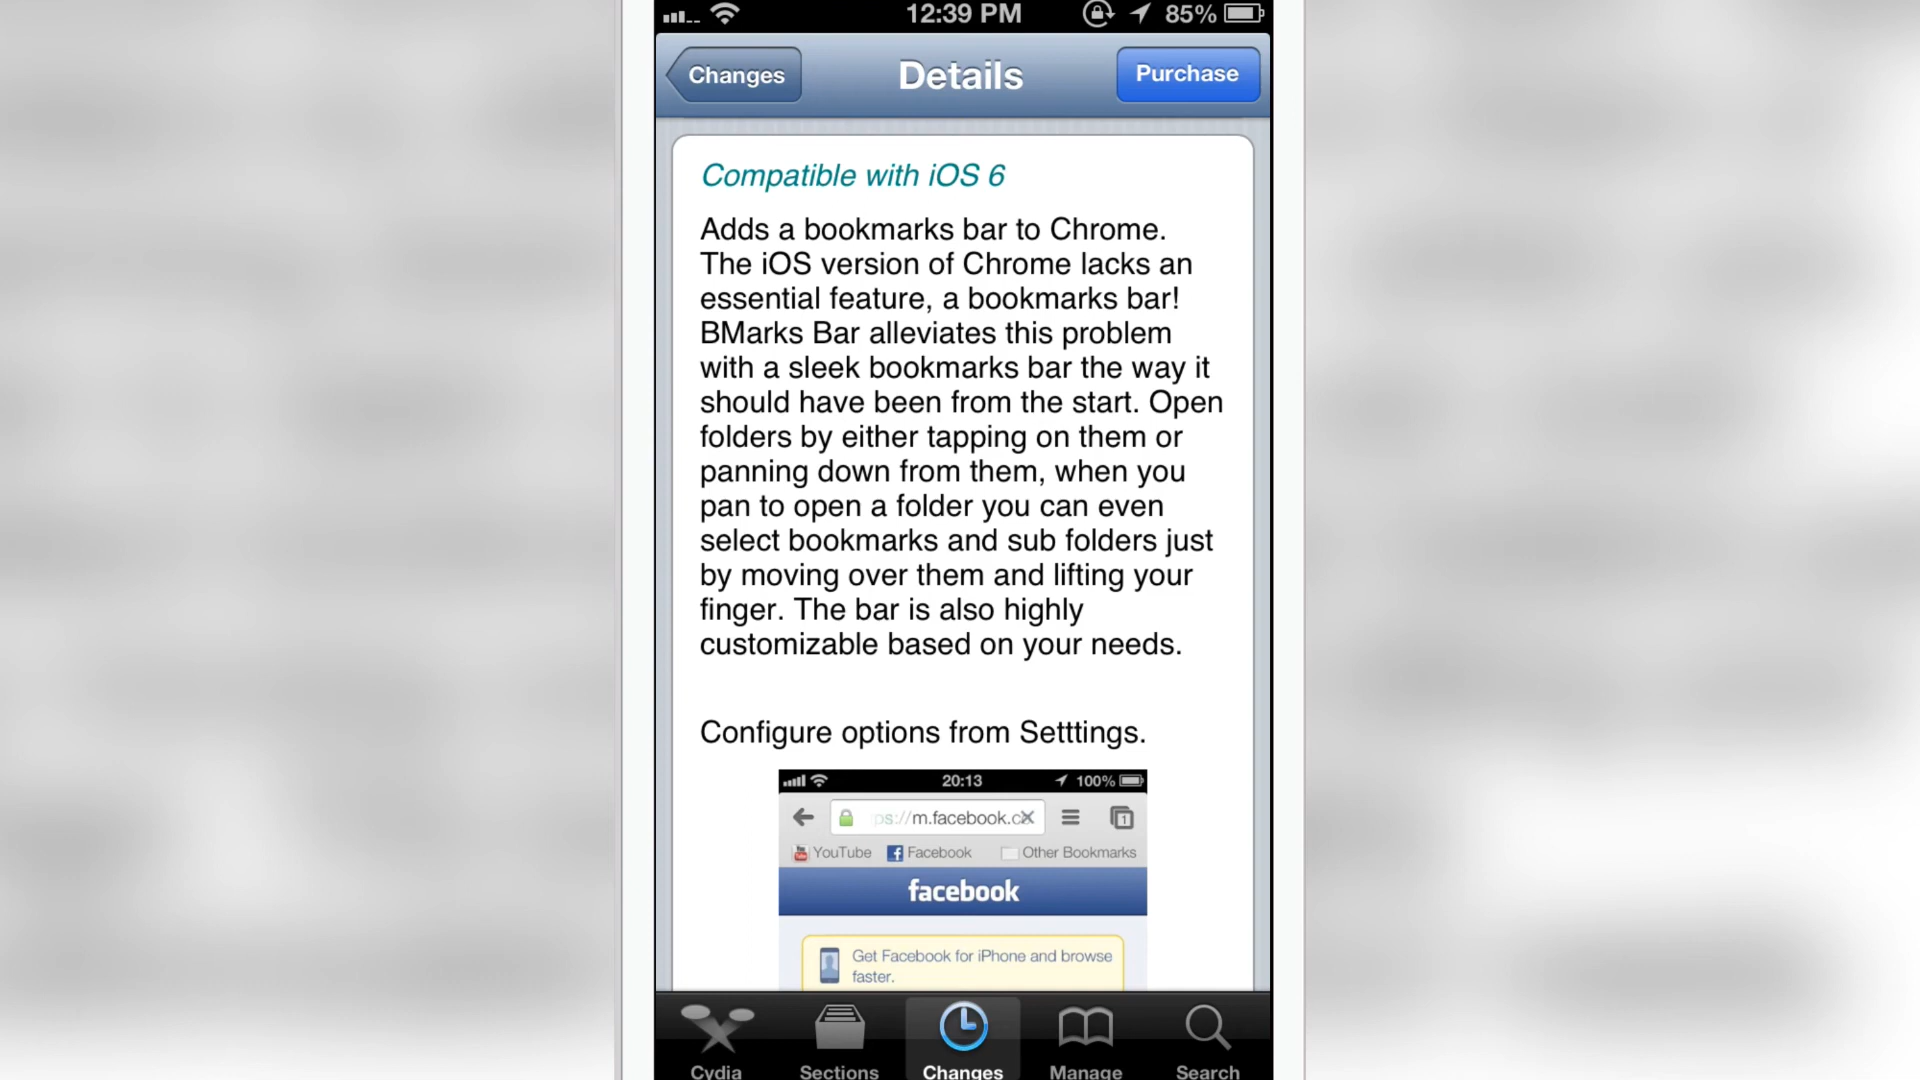 12:39 PM 85%
Changes Details Purchase
Compatible with iOS 6
Adds a bookmarks bar to Chrome.
The iOS version of Chrome lacks an
essential feature, a bookmarks bar!
BMarks Bar alleviates this problem
with a sleek bookmarks bar the way it
should have been from the start. Open
folders by either tapping on them or
panning down from them, when you
pan to open a folder you can even
select bookmarks and sub folders just
by moving over them and lifting your
finger. The bar is also highly
customizable based on your needs.
Configure options from Setttings.
20:13 100%
ps://m.facebook.c 1
YouTube Facebook Other Bookmarks
facebook
Get Facebook for iPhone and browse
faster.
Cydia Sections Changes Manage Search